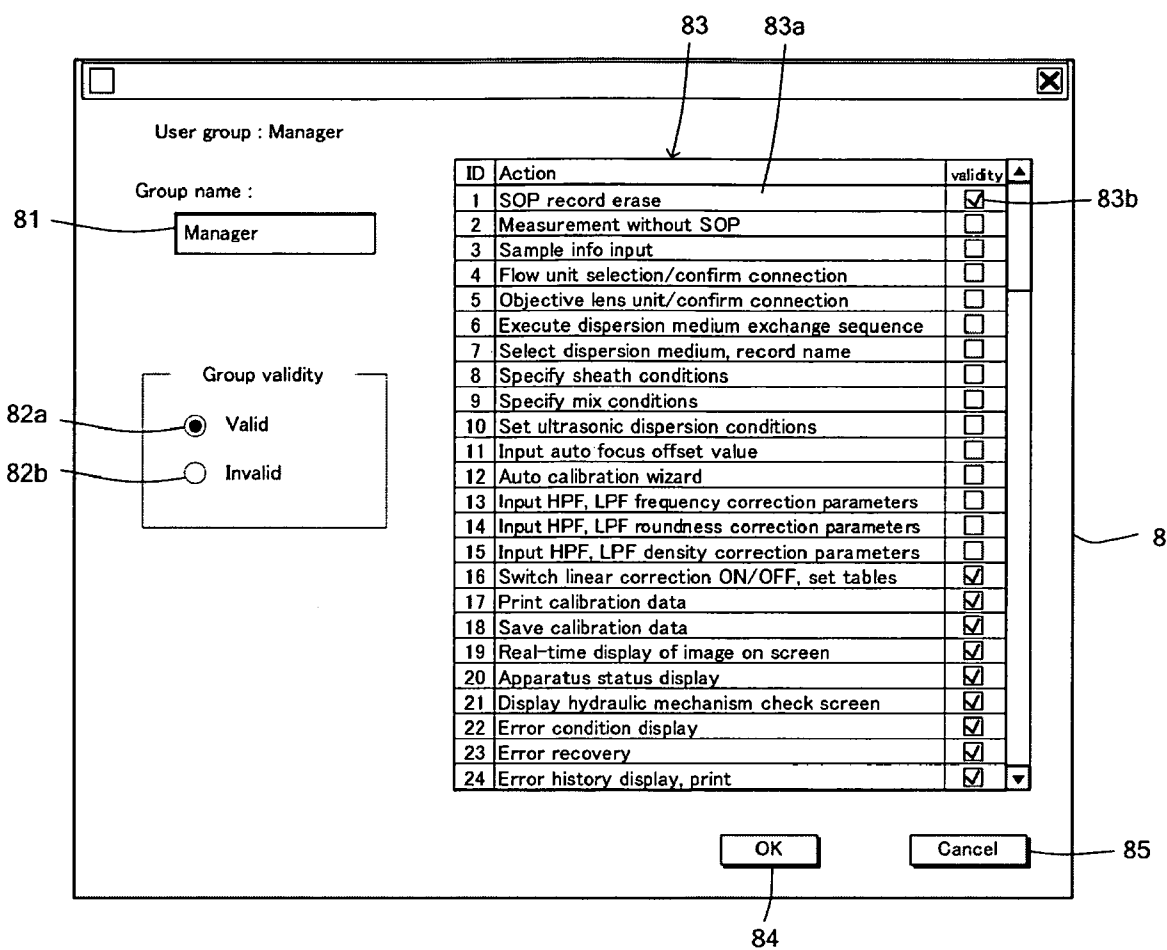 83 83a
User group : Manager
Group name :
81
Manager
Group validity
82a
Valid
82b
Invalid
ID Action validity
1 SOP record erase
83b
2 Measurement without SOP
3 Sample info input
4 Flow unit selection/confirm connection
5 Objective lens unit/confirm connection
6 Execute dispersion medium exchange sequence
7 Select dispersion medium, record name
8 Specify sheath conditions
9 Specify mix conditions
10 Set ultrasonic dispersion conditions
11 Input auto focus offset value
12 Auto calibration wizard
13 Input HPF, LPF frequency correction parameters
14 Input HPF, LPF roundness correction parameters
15 Input HPF, LPF density correction parameters
8
16 Switch linear correction ON/OFF, set tables
17 Print calibration data
18 Save calibration data
19 Real-time display of image on screen
20 Apparatus status display
21 Display hydraulic mechanism check screen
22 Error condition display
23 Error recovery
24 Error history display, print
OK Cancel 85
84